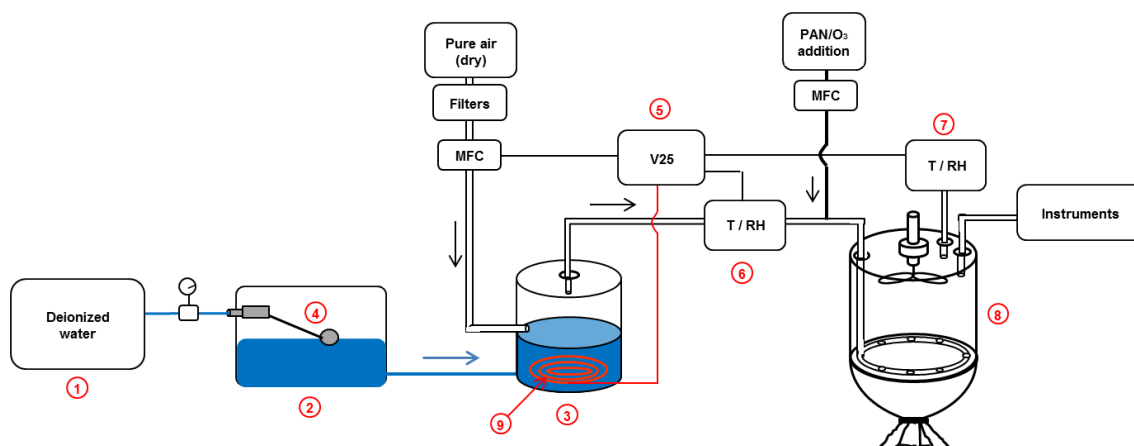 Pure air
(dry)
PAN/O₃
addition
Filters
MFC
MFC
5
7
V25
T / RH
T / RH
Instruments
6
Deionized
water
4
8
1
2
9
3